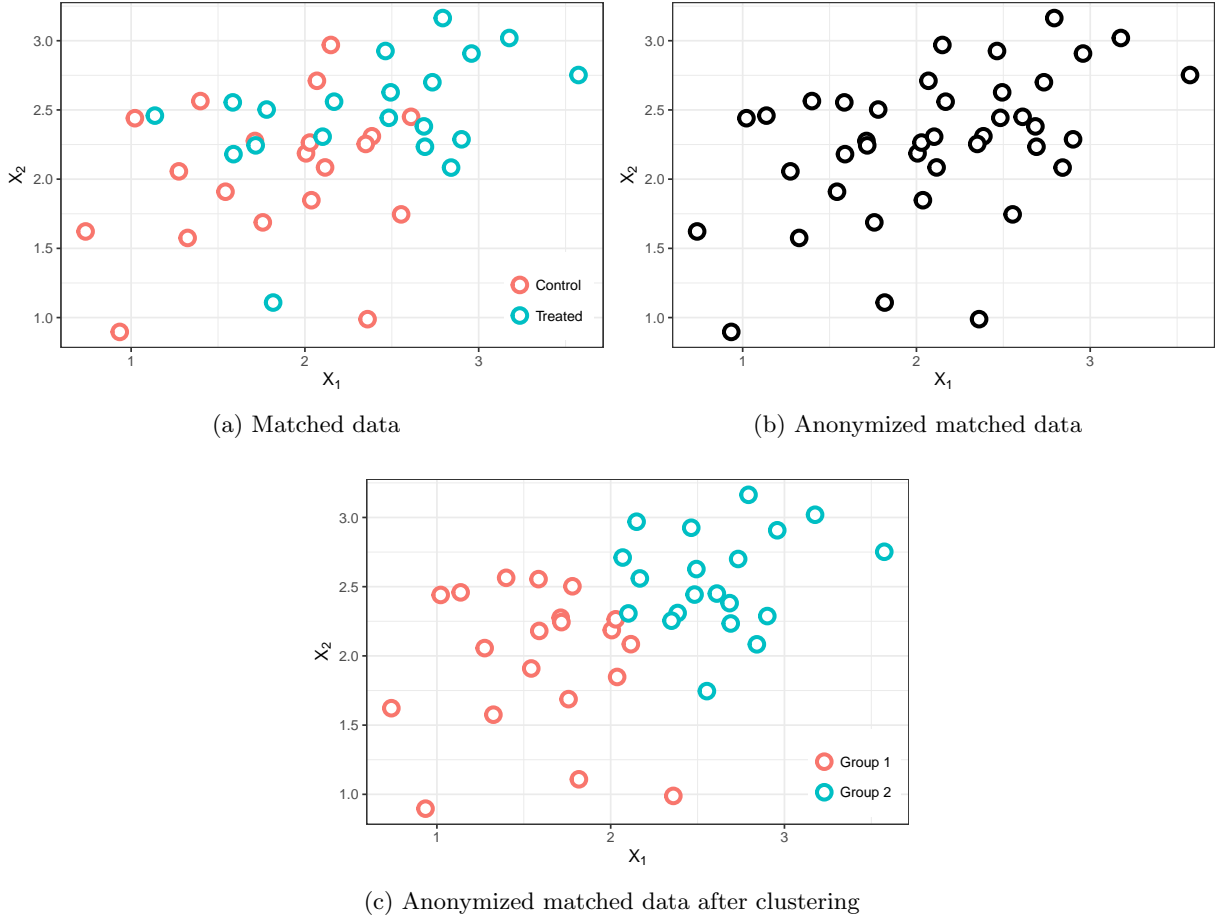 3.0
2.5
2.0
1.5
1.0
X2
Control
Treated
1 2 3
X1
(a) Matched data
3.0
2.5
2.0
1.5
1.0
X2
1 2 3
X1
(b) Anonymized matched data
3.0
2.5
2.0
1.5
1.0
X2
Group 1
Group 2
1 2 3
X1
(c) Anonymized matched data after clustering